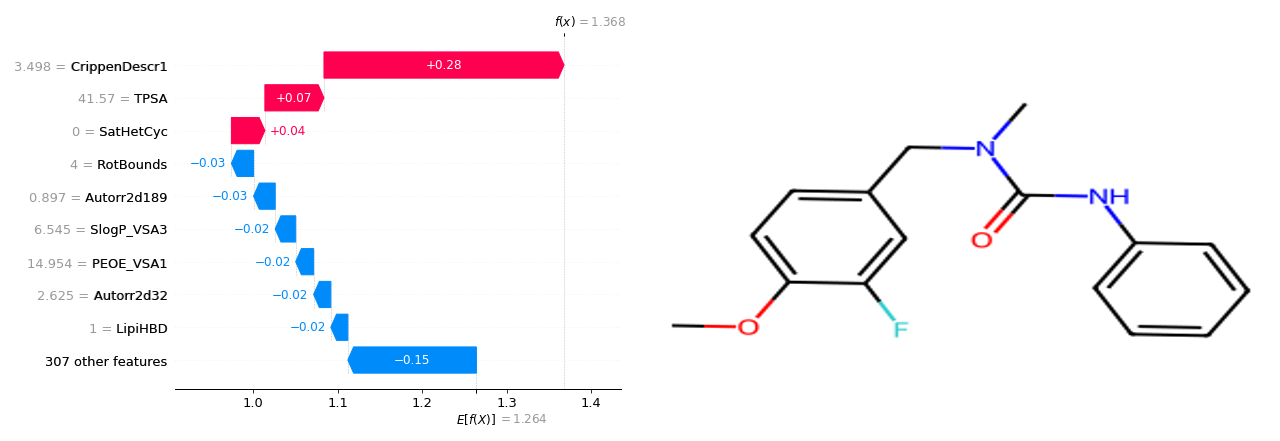 f(x) = 1.368
3.498 = CrippenDescr1
+0.28
41.57 = TPSA
+0.07
0 = SatHetCyc
+0.04
4 = RotBounds
−0.03
0.897 = Autorr2d189
−0.03
6.545 = SlogP_VSA3
−0.02
14.954 = PEOE_VSA1
−0.02
2.625 = Autorr2d32
−0.02
1 = LipiHBD
−0.02
307 other features
−0.15
1.0 1.1 1.2 1.3 1.4
E[f(X)] = 1.264
N
NH
O
O
F